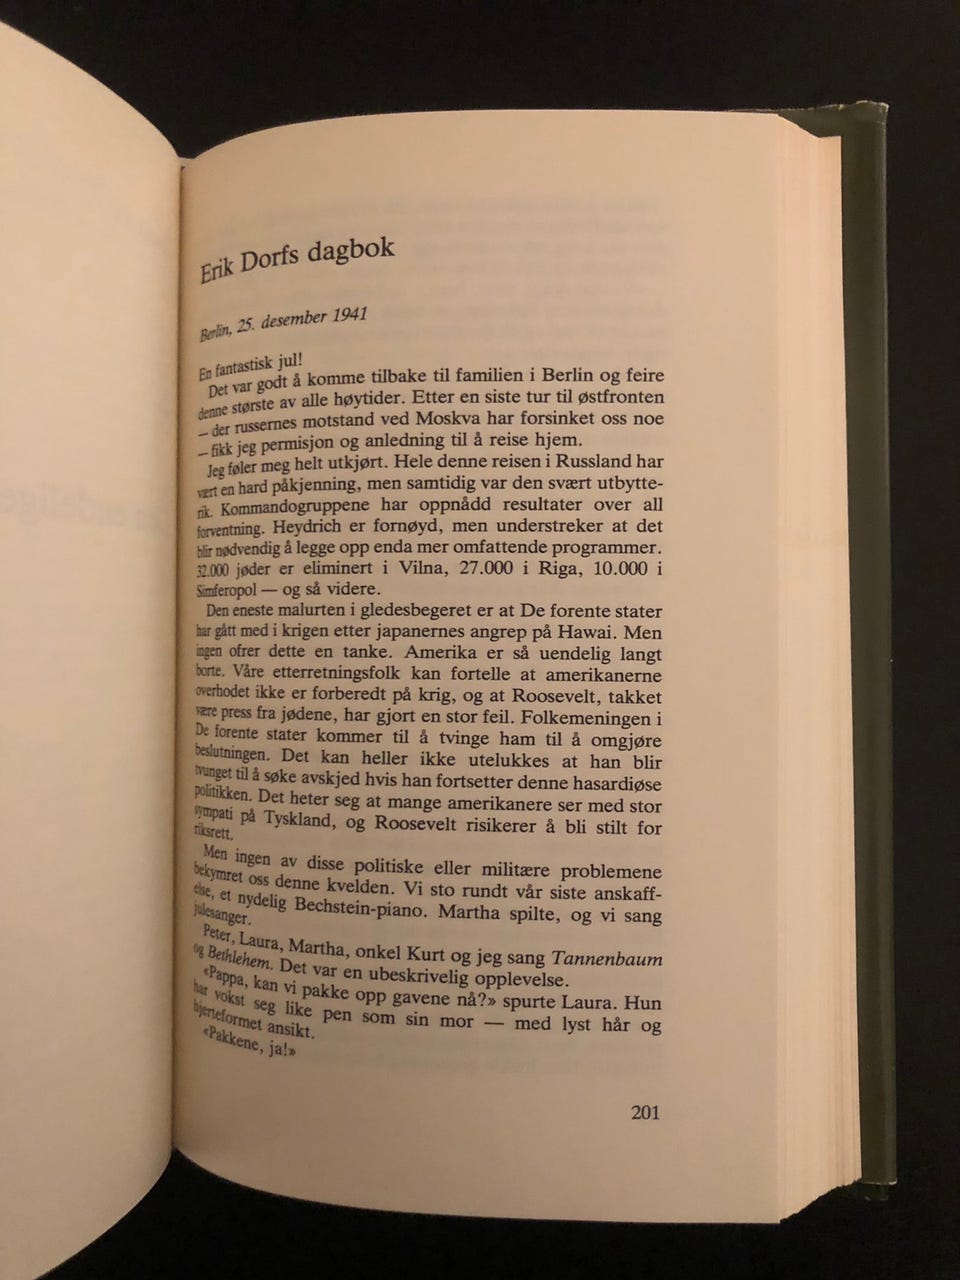 Erik Dorfs dagbok
Berlin, 25. desember 1941
En fantastisk jul!
Det var godt å komme tilbake til familien i Berlin og feire
denne største av alle høytider. Etter en siste tur til østfronten
— der russernes motstand ved Moskva har forsinket oss noe
— fikk jeg permisjon og anledning til å reise hjem.
Jeg føler meg helt utkjørt. Hele denne reisen i Russland har
vært en hard påkjenning, men samtidig var den svært utbytte-
rik. Kommandogruppene har oppnådd resultater over all
forventning. Heydrich er fornøyd, men understreker at det
blir nødvendig å legge opp enda mer omfattende programmer.
32.000 jøder er eliminert i Vilna, 27.000 i Riga, 10.000 i
Simferopol — og så videre.
Den eneste malurten i gledesbegeret er at De forente stater
har gått med i krigen etter japanernes angrep på Hawai. Men
ingen ofrer dette en tanke. Amerika er så uendelig langt
borte. Våre etterretningsfolk kan fortelle at amerikanerne
overhodet ikke er forberedt på krig, og at Roosevelt, takket
være press fra jødene, har gjort en stor feil. Folkemeningen i
De forente stater kommer til å tvinge ham til å omgjøre
beslutningen. Det kan heller ikke utelukkes at han blir
tvunget til å søke avskjed hvis han fortsetter denne hasardiøse
politikken. Det heter seg at mange amerikanere ser med stor
sympati på Tyskland, og Roosevelt risikerer å bli stilt for
riksrett.
Men ingen av disse politiske eller militære problemene
bekymret oss denne kvelden. Vi sto rundt vår siste anskaff-
else, et nydelig Bechstein-piano. Martha spilte, og vi sang
julesanger.
Peter, Laura, Martha, onkel Kurt og jeg sang Tannenbaum
og Bethlehem. Det var en ubeskrivelig opplevelse.
«Pappa, kan vi pakke opp gavene nå?» spurte Laura. Hun
har vokst seg like pen som sin mor — med lyst hår og
hjerteformet ansikt.
«Pakkene, ja!»
201